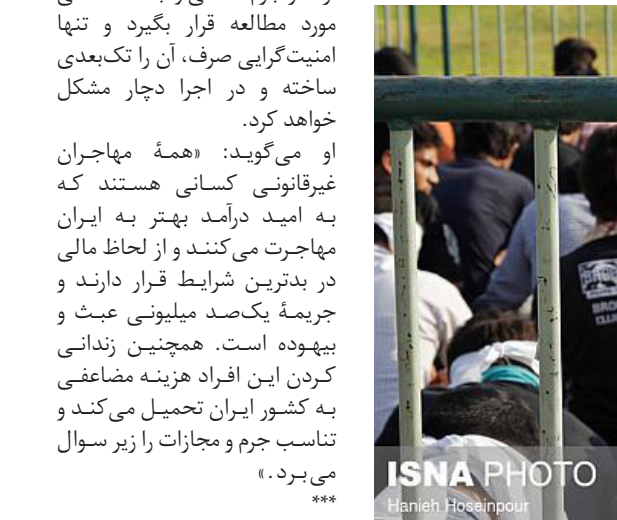 مورد مطالعه قرار بگیرد و تنها
امنیت‌گرایی صرف، آن را تک‌بعدی
ساخته و در اجرا دچار مشکل
خواهد کرد.
او می‌گوید: «همهٔ مهاجران
غیرقانونی کسانی هستند که
به امید درآمد بهتر به ایران
مهاجرت می‌کنند و از لحاظ مالی
در بدترین شرایط قرار دارند و
جریمهٔ یک‌صد میلیونی عبث و
بیهوده است. همچنین زندانی
کردن این افراد هزینه مضاعفی
به کشور ایران تحمیل می‌کند و
تناسب جرم و مجازات را زیر سوال
می‌برد.»
***
ISNA PHOTO
Hanieh Hoseinpour